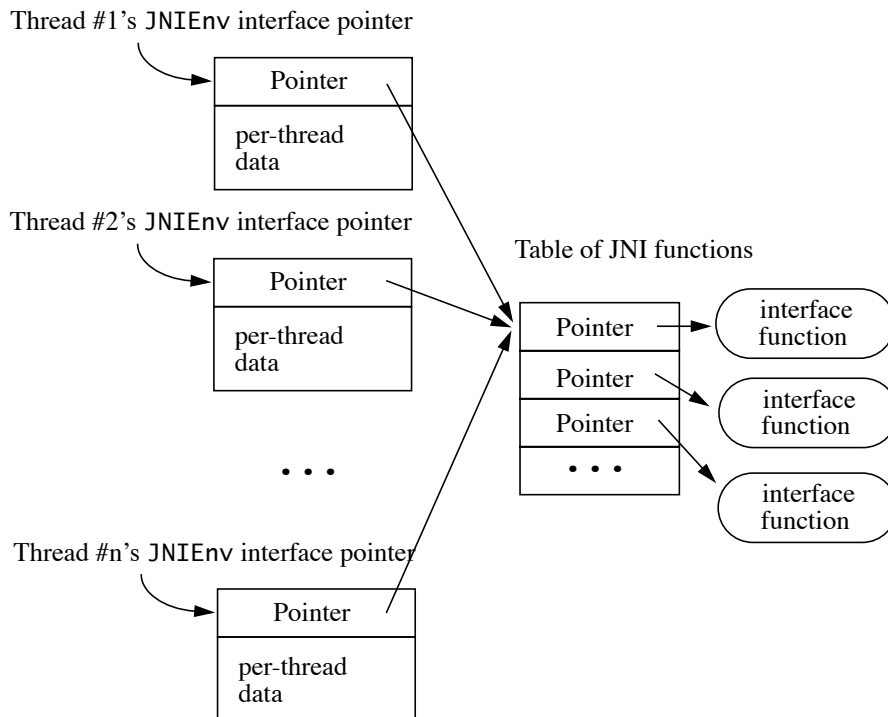 Thread #1’s JNIEnv interface pointer
Pointer
per-thread
data
Thread #2’s JNIEnv interface pointer
Pointer
per-thread
data
. . .
Thread #n’s JNIEnv interface pointer
Pointer
per-thread
data
Table of JNI functions
Pointer
Pointer
Pointer
. . .
interface
function
interface
function
interface
function